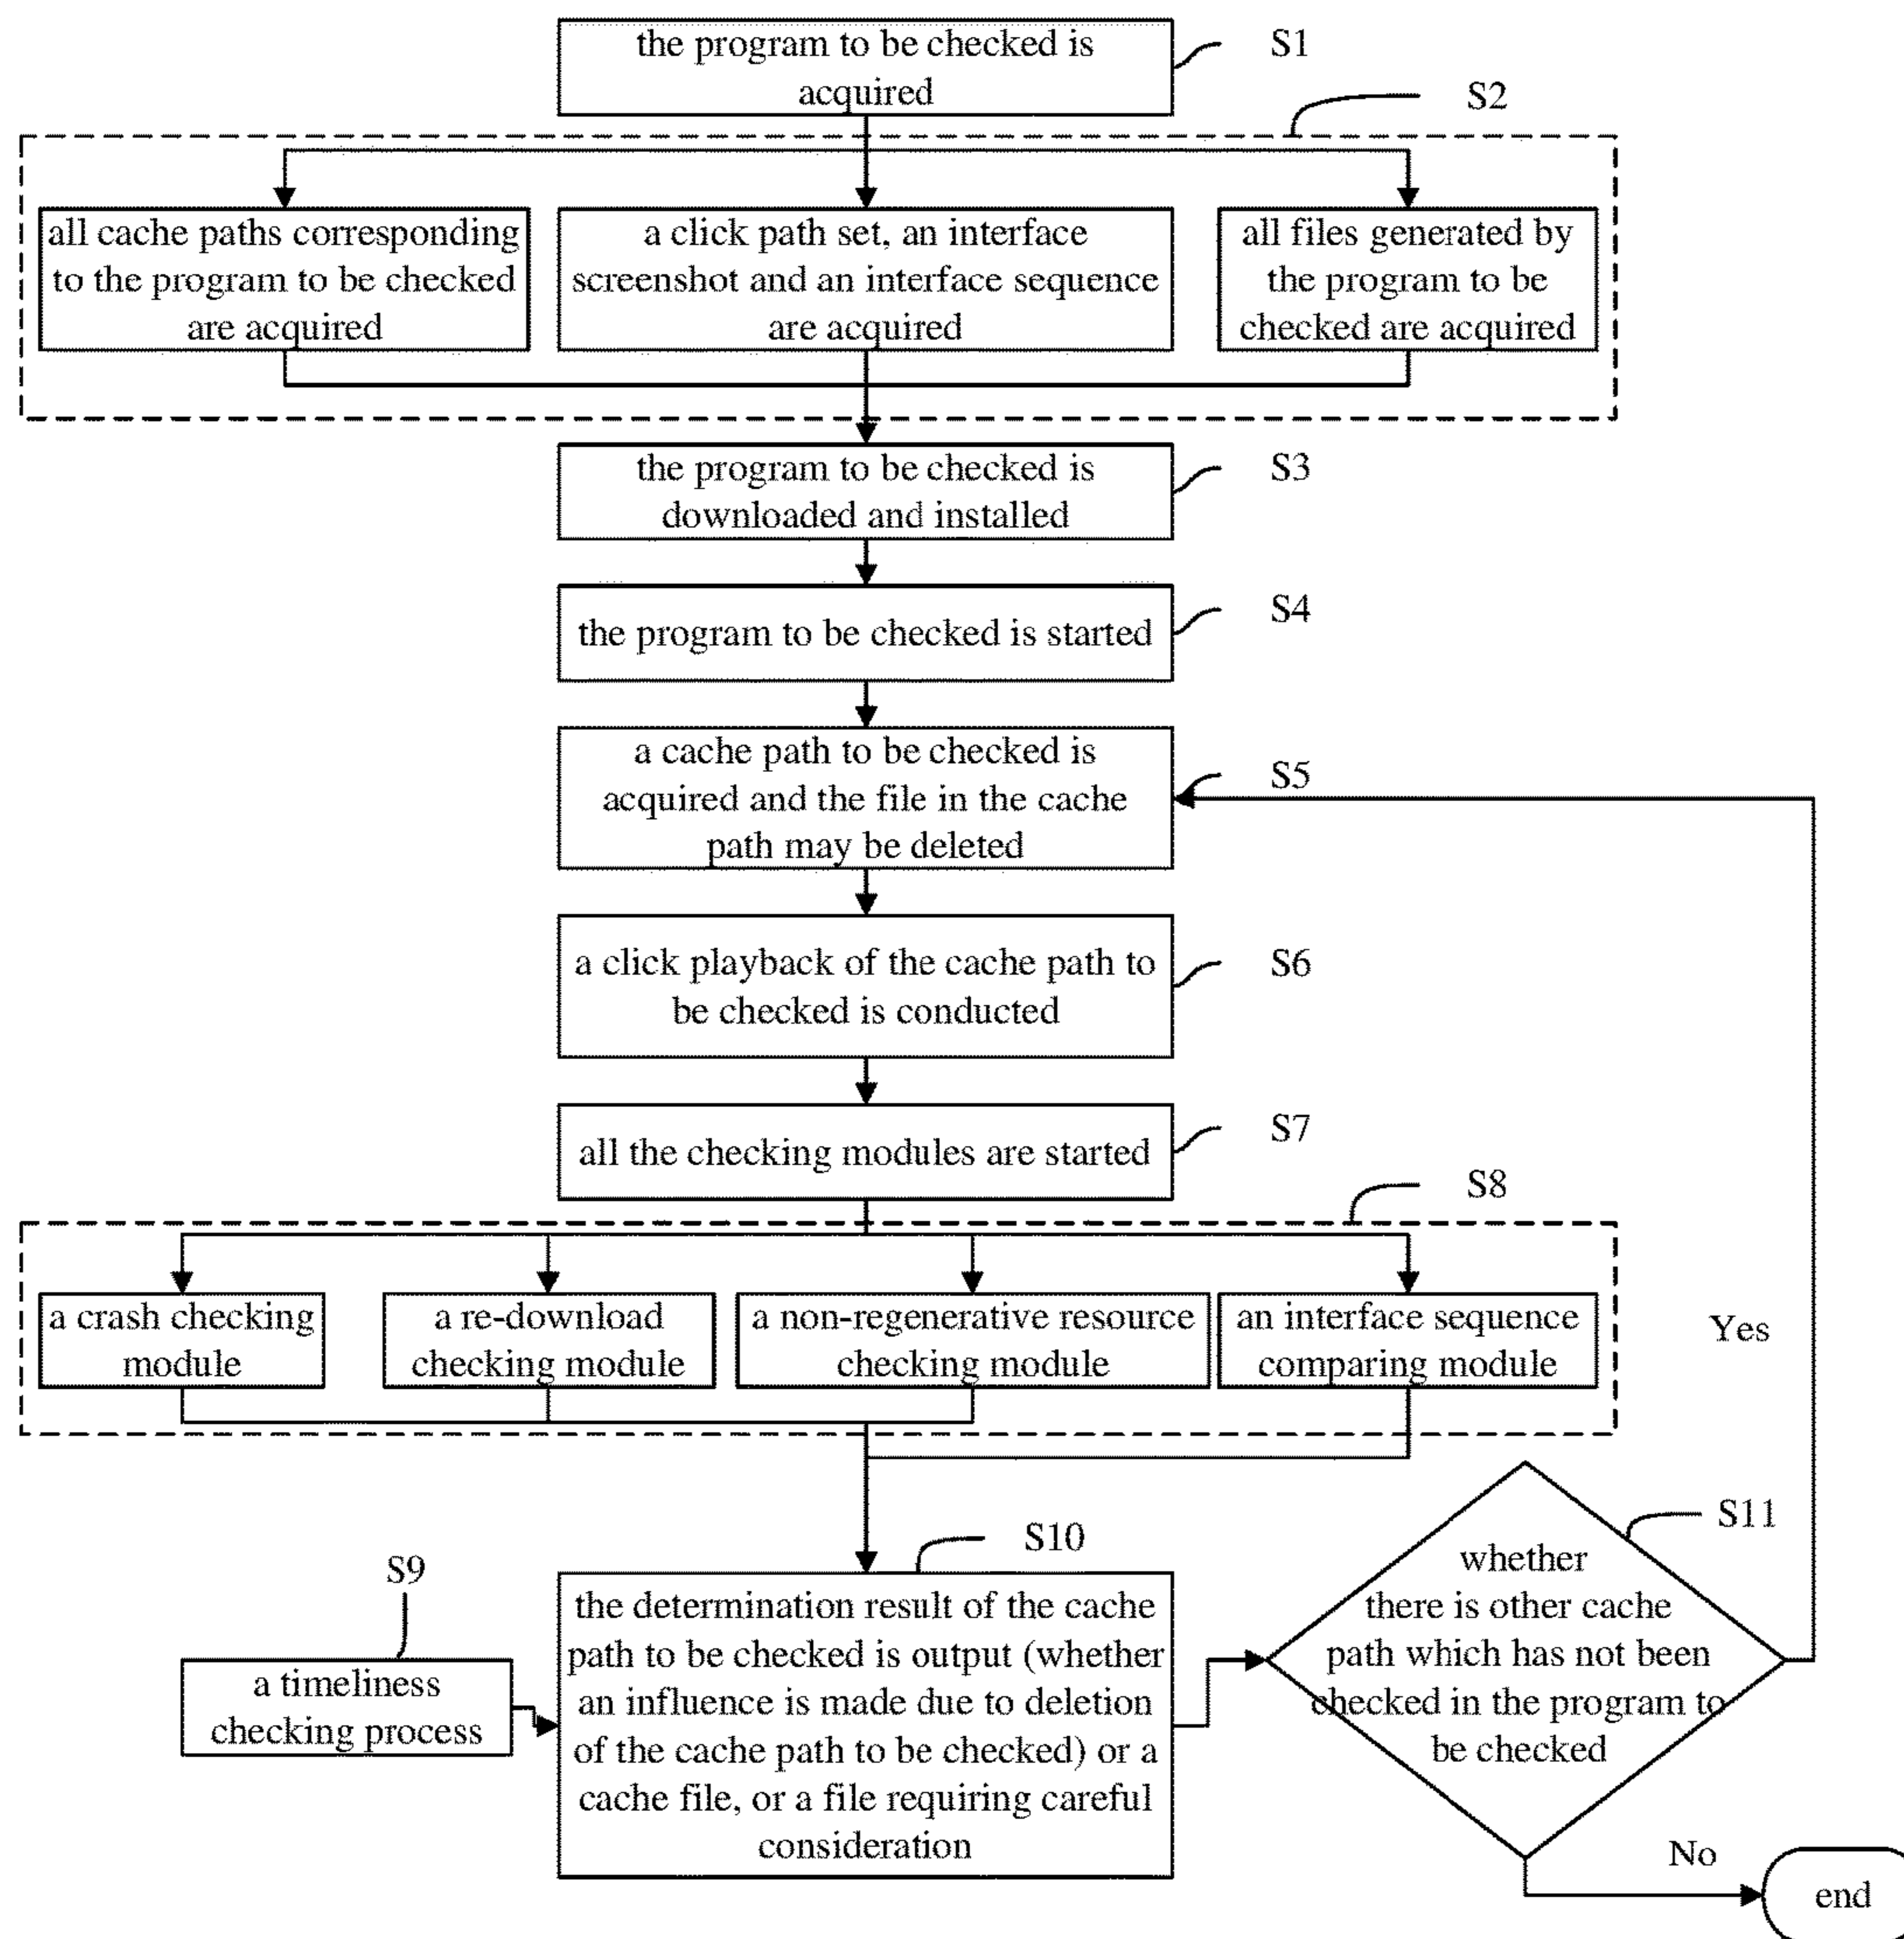 the program to be checked is
acquired
S1
S2
all cache paths corresponding
to the program to be checked
are acquired
a click path set, an interface
screenshot and an interface sequence
are acquired
all files generated by
the program to be
checked are acquired
the program to be checked is
downloaded and installed
S3
the program to be checked is started
S4
a cache path to be checked is
acquired and the file in the cache
path may be deleted
S5
a click playback of the cache path to
be checked is conducted
S6
all the checking modules are started
S7
S8
a crash checking
module
a re-download
checking module
a non-regenerative resource
checking module
an interface sequence
comparing module
Yes
S9
a timeliness
checking process
S10
the determination result of the cache
path to be checked is output (whether
an influence is made due to deletion
of the cache path to be checked) or a
cache file, or a file requiring careful
consideration
S11
whether
there is other cache
path which has not been
checked in the program to
be checked
No
end